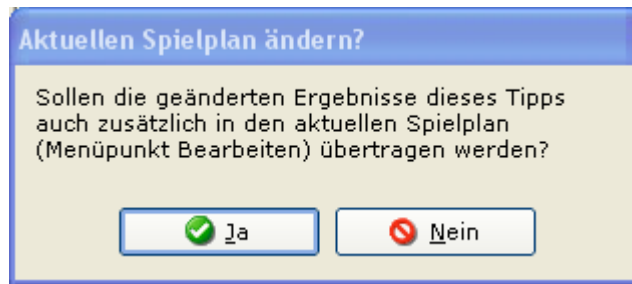 Aktuellen Spielplan ändern?
Sollen die geänderten Ergebnisse dieses Tipps
auch zusätzlich in den aktuellen Spielplan
(Menüpunkt Bearbeiten) übertragen werden?
Ja Nein